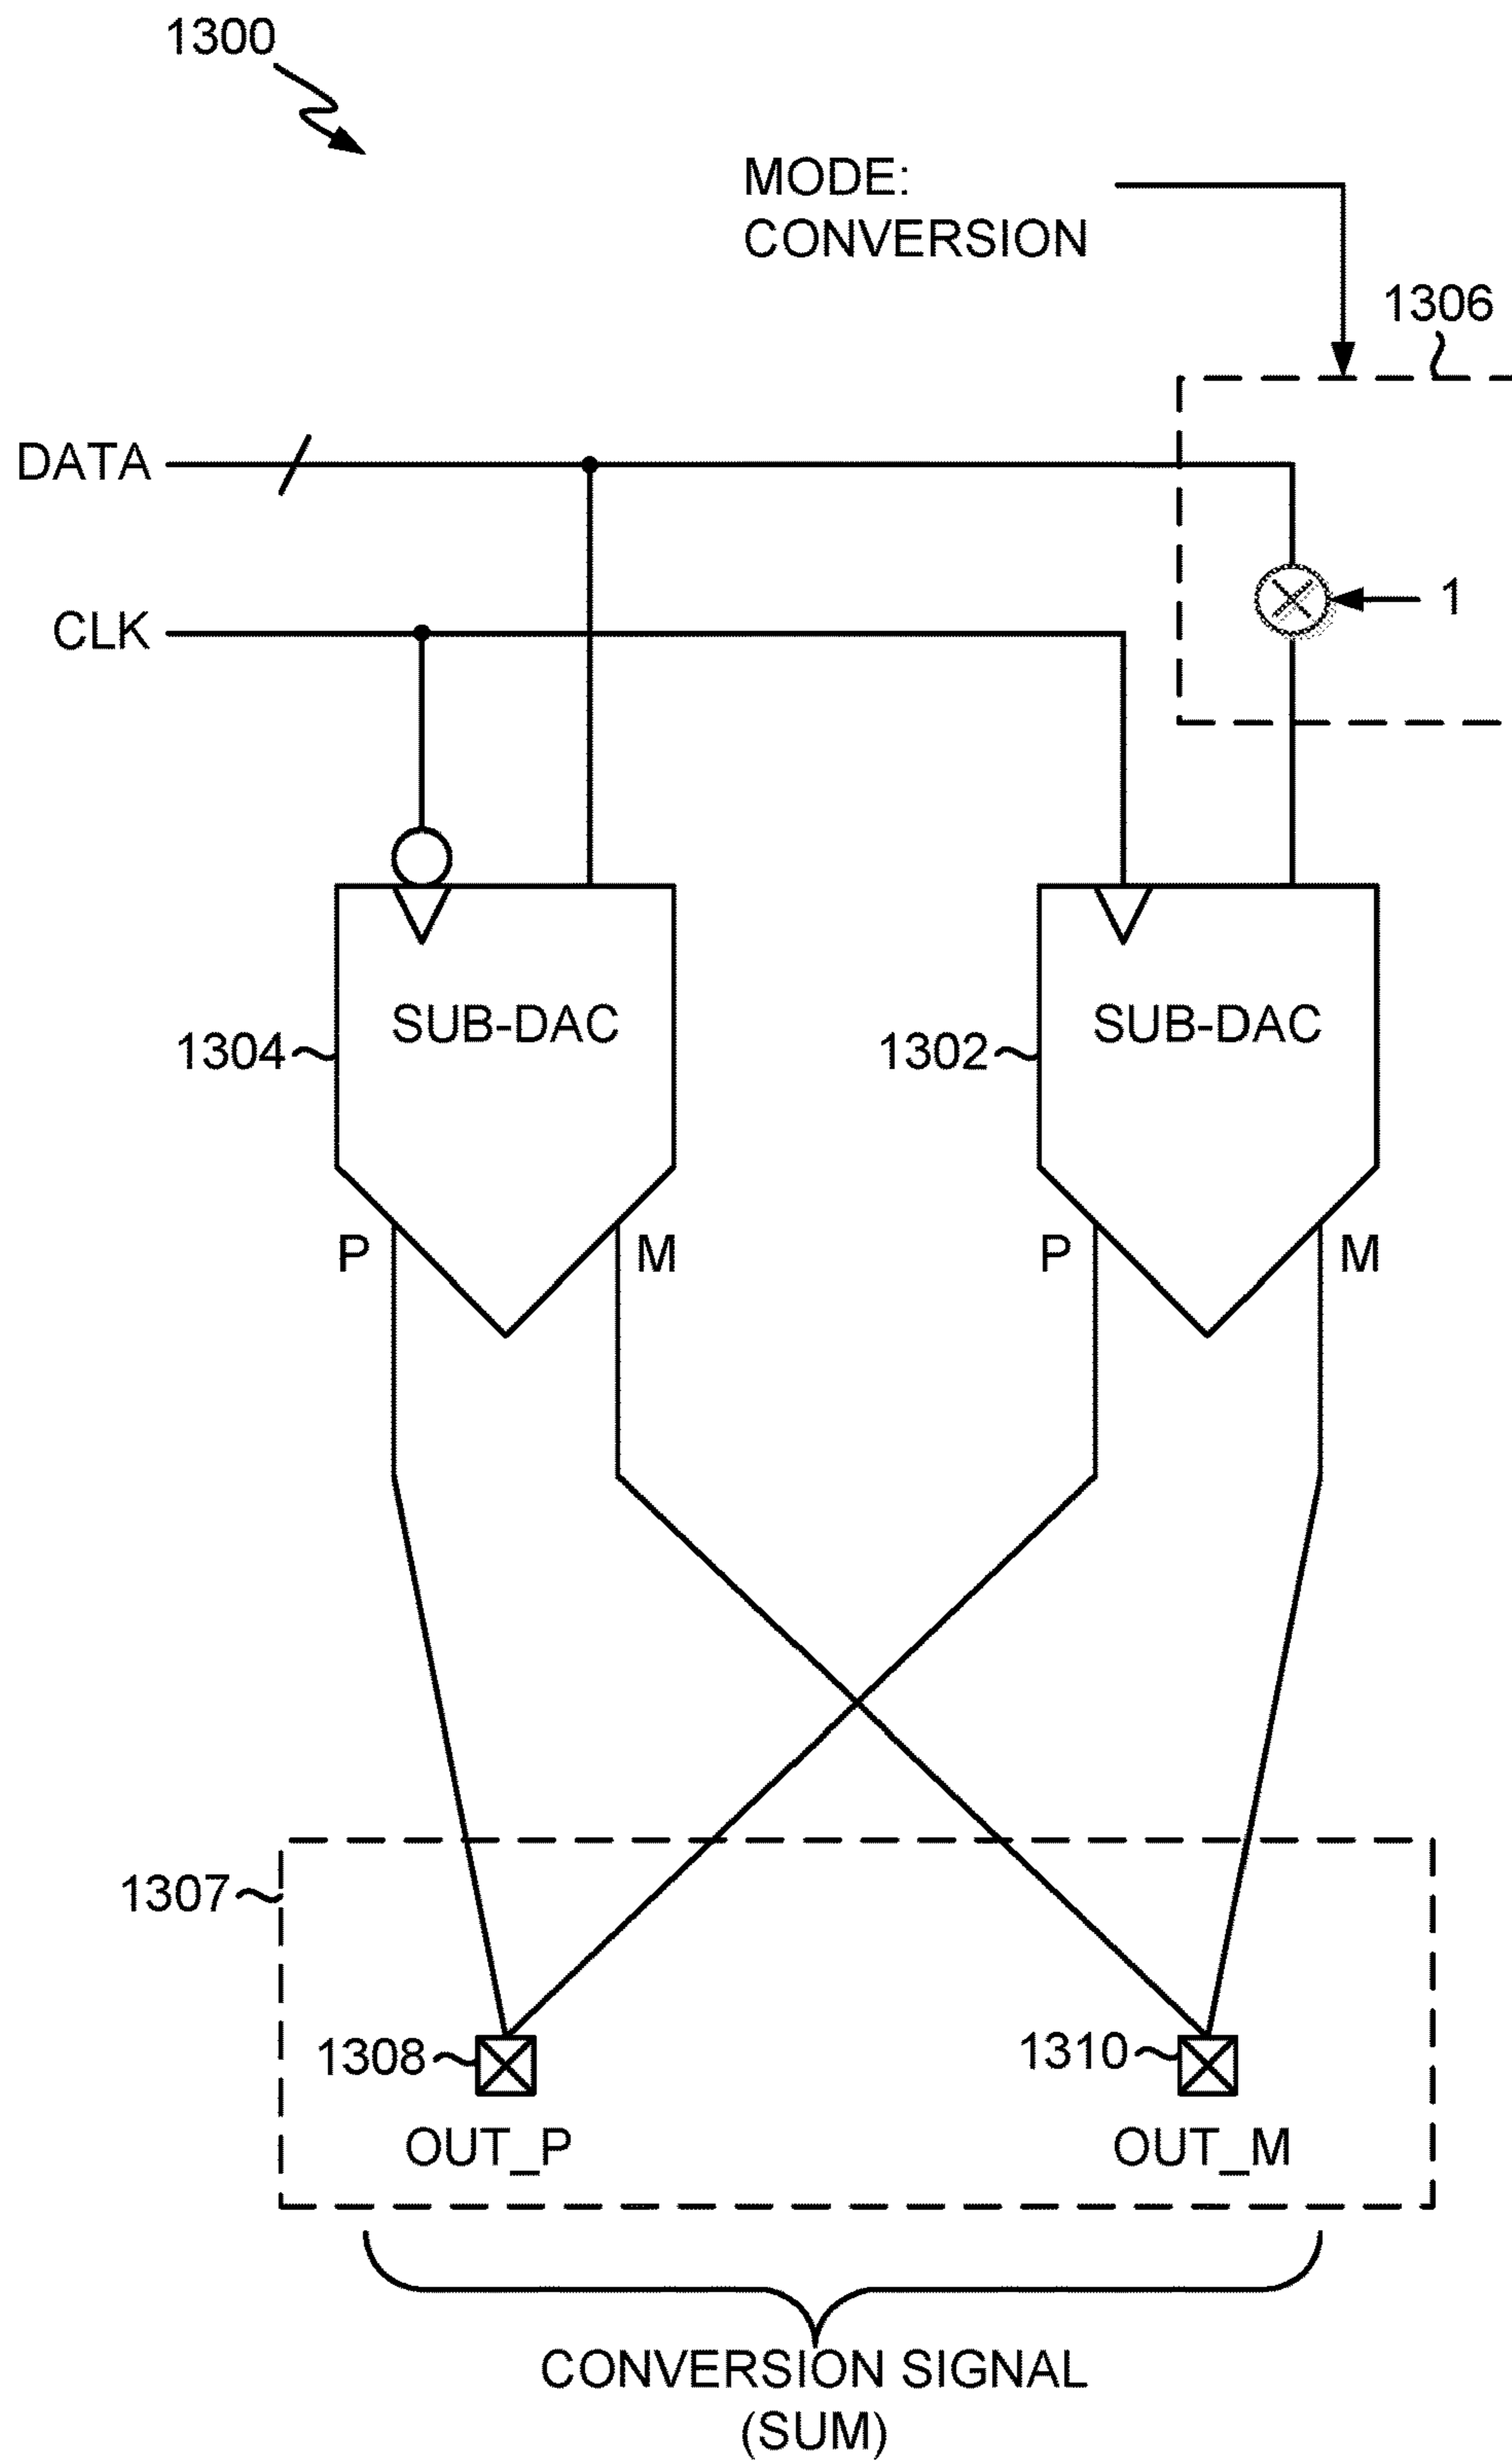 1300
MODE:
CONVERSION
1306
DATA
CLK
1
SUB-DAC
SUB-DAC
1304
1302
P
M
P
M
1307
1308
1310
OUT_P
OUT_M
CONVERSION SIGNAL
(SUM)